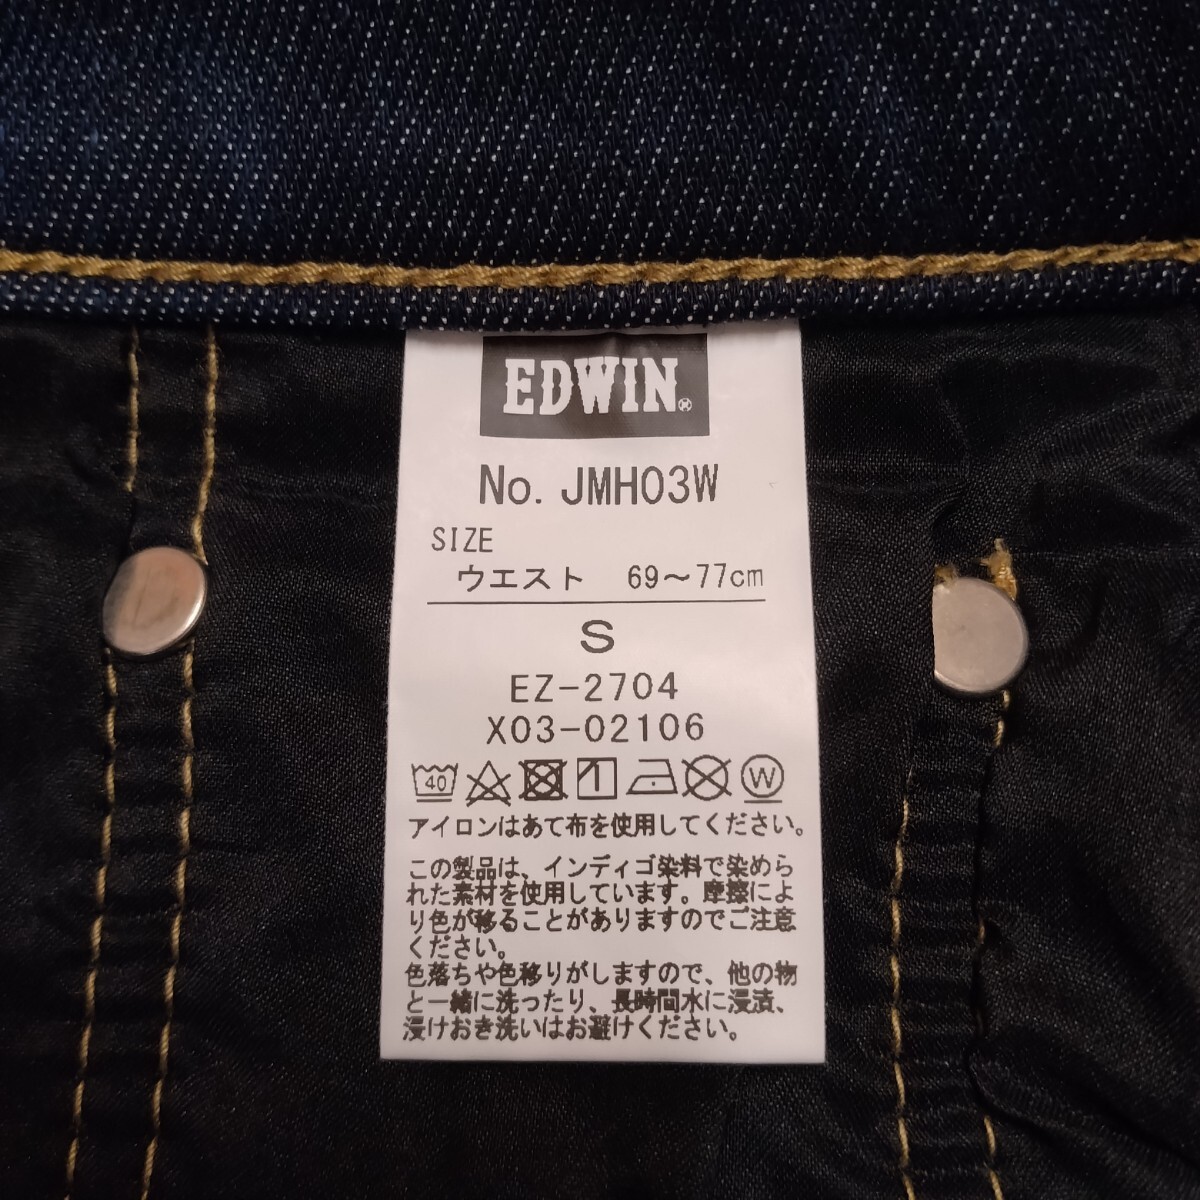 EDWIN®
No. JMH03W
SIZE
ウエスト 69〜77cm
S
EZ-2704
X03-02106
40 W
アイロンはあて布を使用してください。
この製品は、インディゴ染料で染めら
れた素材を使用しています。摩擦によ
り色が移ることがありますのでご注意
ください。
色落ちや色移りがしますので、他の物
と一緒に洗ったり、長時間水に浸漬、
浸けおき洗いはお避けください。